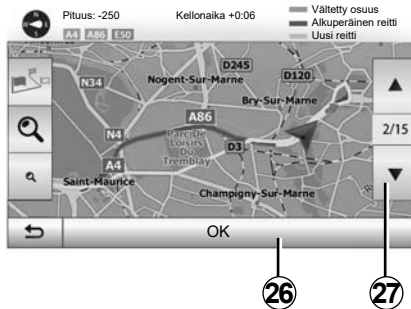 N
Pituus: -250
Kellonaika +0:06
Vältetty osuus
Alkuperäinen reitti
Uusi reitti
A4 A86 E50
D245
D120
N34
Nogent-Sur-Marne
Bry-Sur-Marne
A86
2/15
N4
Parc De
Loisirs
Du
Tremblay
D3
A4
Saint-Maurice
Champigny-Sur-Marne
OK
26
27